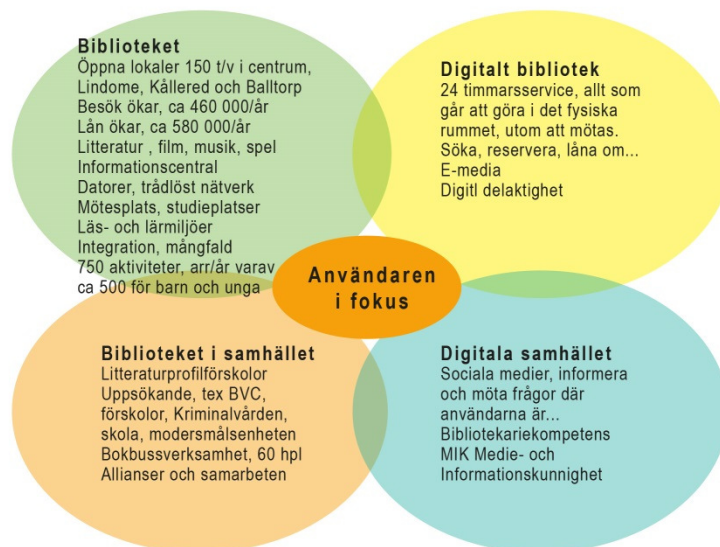 Biblioteket
Öppna lokaler 150 t/v i centrum,
Lindome, Kållered och Balltorp
Besök ökar, ca 460 000/år
Lån ökar, ca 580 000/år
Litteratur , film, musik, spel
Informationscentral
Datorer, trådlöst nätverk
Mötesplats, studieplatser
Läs- och lärmiljöer
Integration, mångfald
750 aktiviteter, arr/år varav
ca 500 för barn och unga
Digitalt bibliotek
24 timmarsservice, allt som
går att göra i det fysiska
rummet, utom att mötas.
Söka, reservera, låna om...
E-media
Digitl delaktighet
Användaren
i fokus
Biblioteket i samhället
Litteraturprofilförskolor
Uppsökande, tex BVC,
förskolor, Kriminalvården,
skola, modersmålsenheten
Bokbussverksamhet, 60 hpl
Allianser och samarbeten
Digitala samhället
Sociala medier, informera
och möta frågor där
användarna är...
Bibliotekariekompetens
MIK Medie- och
Informationskunnighet